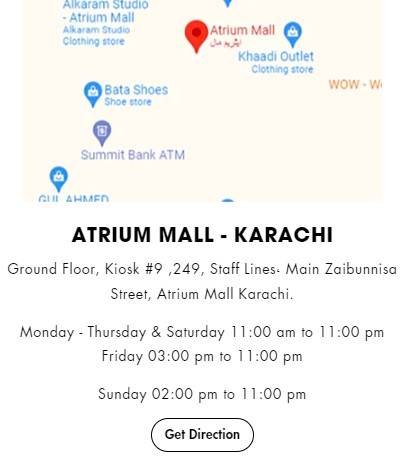 Alkaram Studio
- Atrium Mall
Alkaram Studio
Clothing store
Atrium Mall
ایٹریم مال
Khaadi Outlet
Clothing store
WOW - W
Bata Shoes
Shoe store
Summit Bank ATM
GUL AHMED
ATRIUM MALL - KARACHI
Ground Floor, Kiosk #9 ,249, Staff Lines، Main Zaibunnisa
Street, Atrium Mall Karachi.
Monday - Thursday & Saturday 11:00 am to 11:00 pm
Friday 03:00 pm to 11:00 pm
Sunday 02:00 pm to 11:00 pm
Get Direction